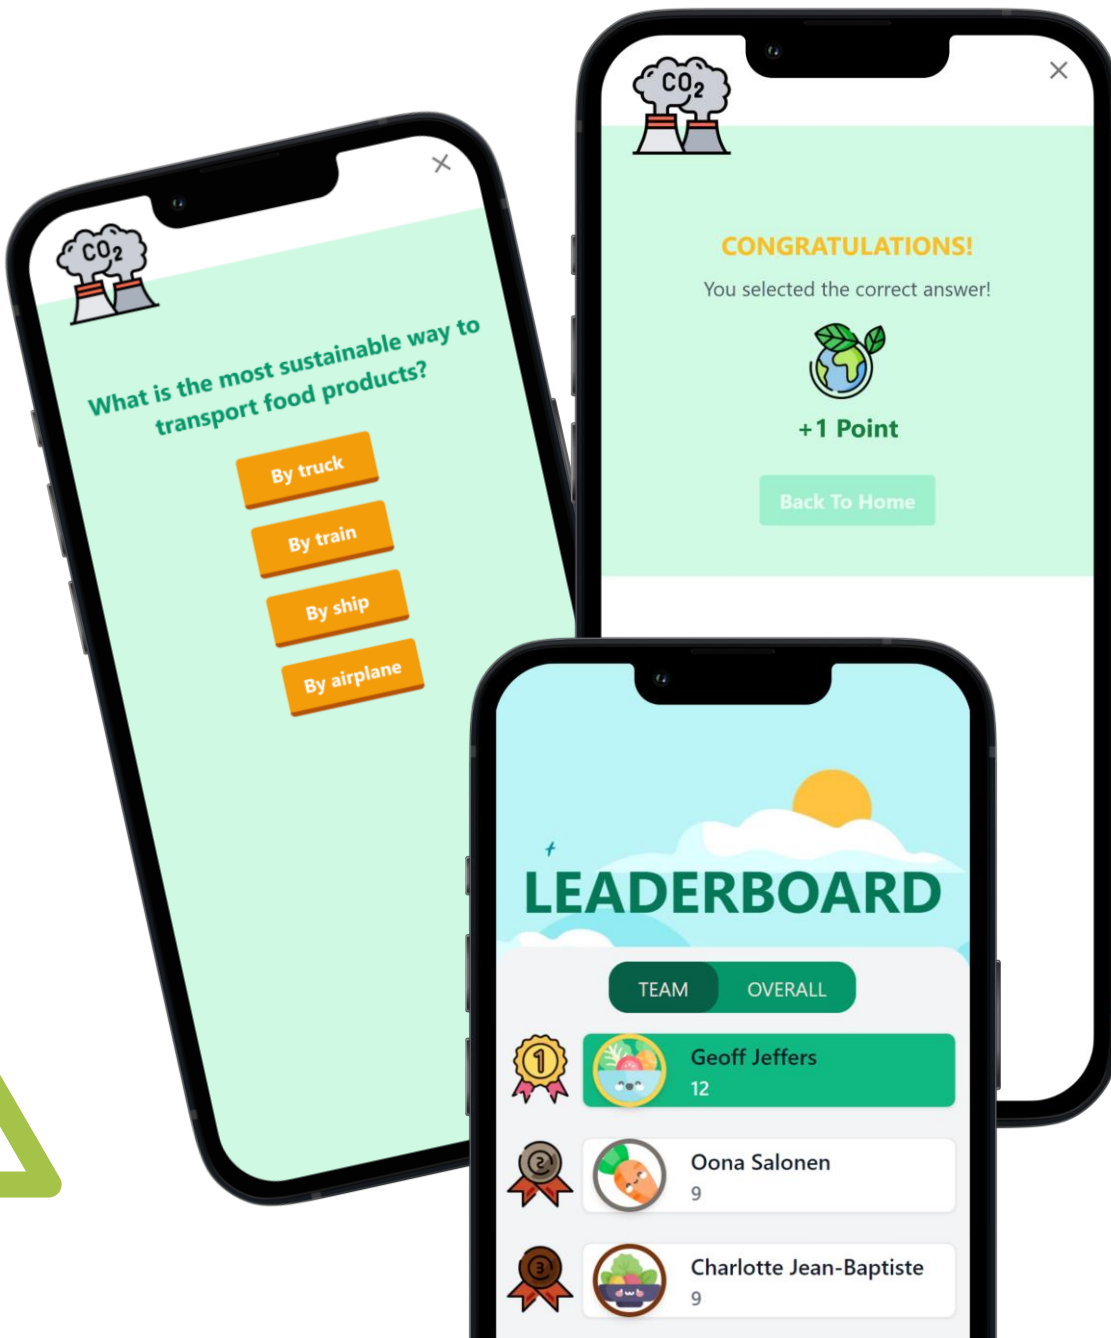 CO2
What is the most sustainable way to
transport food products?
By truck
By train
By ship
By airplane
CO2
CONGRATULATIONS!
You selected the correct answer!
+1 Point
Back To Home
LEADERBOARD
TEAM OVERALL
1
Geoff Jeffers
12
2
Oona Salonen
9
3
Charlotte Jean-Baptiste
9